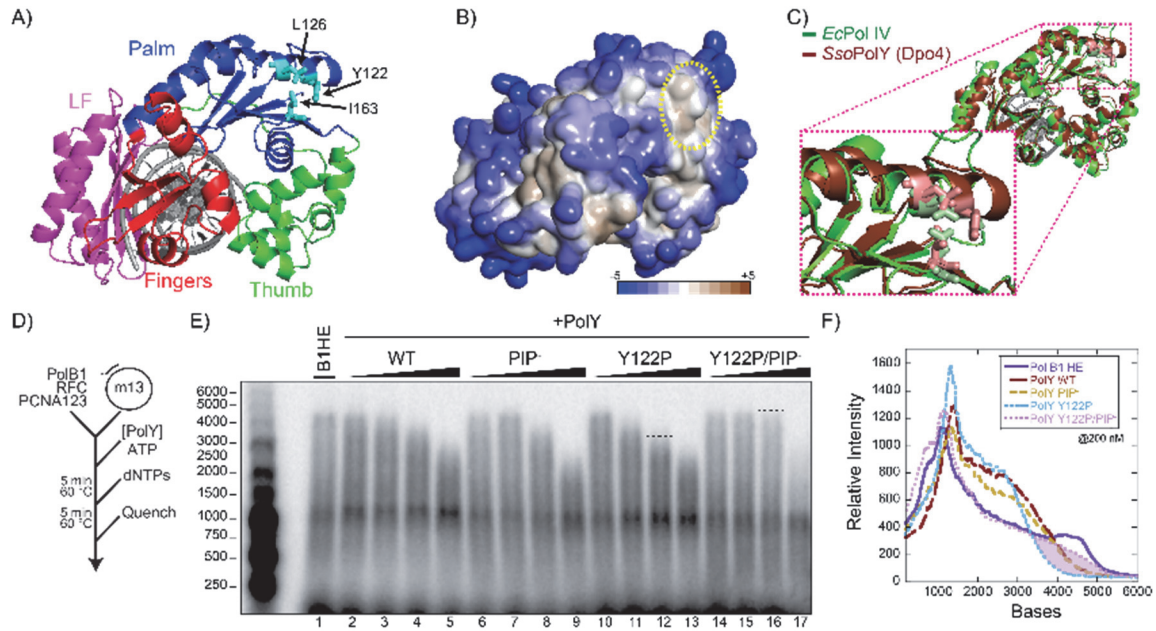 A)
L126
Palm
Y122
LF
I163
Fingers
Thumb
B)
-5
+5
C)
EcPol IV
SsoPolY (Dpo4)
D)
PolB1
RFC
PCNA123
m13
[PolY]
ATP
5 min
60 °C
dNTPs
5 min
60 °C
Quench
E)
+PolY
B1HE
WT
PIP-
Y122P
Y122P/PIP-
6000
5000
4000
3000
2500
2000
1500
1000
750
500
250
1 2 3 4 5 6 7 8 9 10 11 12 13 14 15 16 17
F)
Relative Intensity
1600
1400
1200
1000
800
600
400
200
0
Pol B1 HE
PolY WT
PolY PIP-
PolY Y122P
PolY Y122P/PIP-
@200 nM
1000 2000 3000 4000 5000 6000
Bases